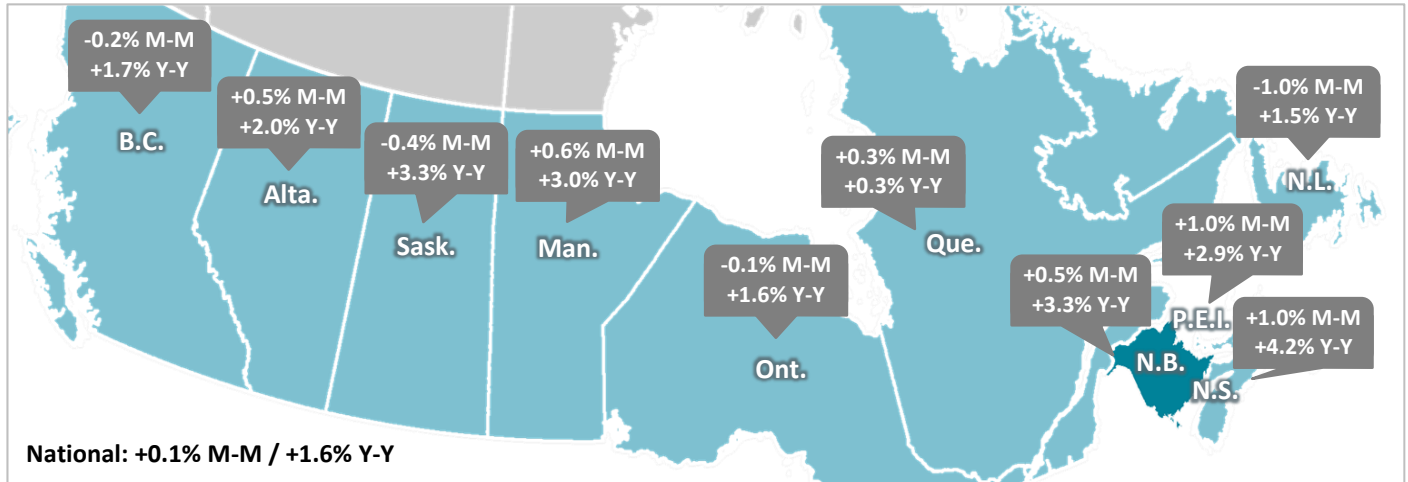 -0.2% M-M
+1.7% Y-Y
B.C.
+0.5% M-M
+2.0% Y-Y
Alta.
-0.4% M-M
+3.3% Y-Y
Sask.
+0.6% M-M
+3.0% Y-Y
Man.
-0.1% M-M
+1.6% Y-Y
Ont.
+0.3% M-M
+0.3% Y-Y
Que.
-1.0% M-M
+1.5% Y-Y
N.L.
+1.0% M-M
+2.9% Y-Y
P.E.I.
+0.5% M-M
+3.3% Y-Y
N.B.
+1.0% M-M
+4.2% Y-Y
N.S.
National: +0.1% M-M / +1.6% Y-Y